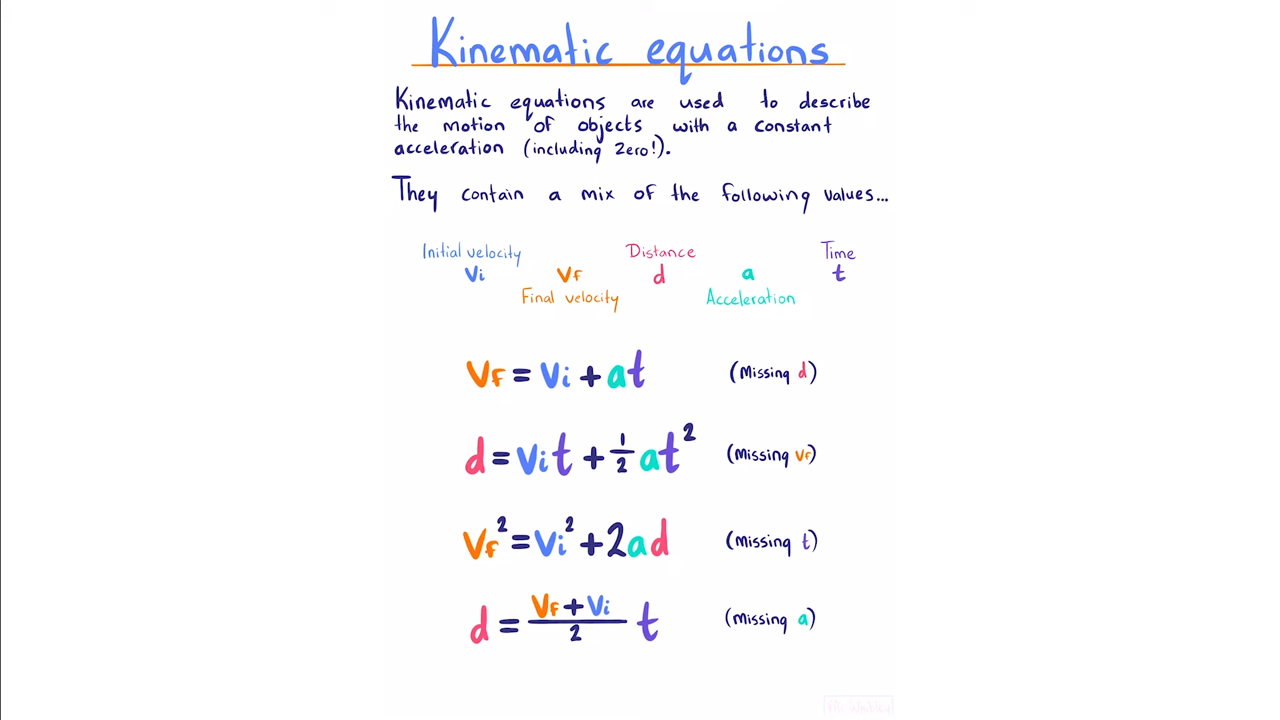 Kinematic equations
Kinematic equations are used to describe
the motion of objects with a constant
acceleration (including Zero!).
They contain a mix of the following values...
Initial velocity
Vi
Vf
Final velocity
Distance
d
a
Acceleration
Time
t
Vf = Vi + at (Missing d)
d = Vit + 1/2 at² (Missing Vf)
Vf² = Vi² + 2ad (Missing t)
d = (Vf + Vi)/2 t (Missing a)